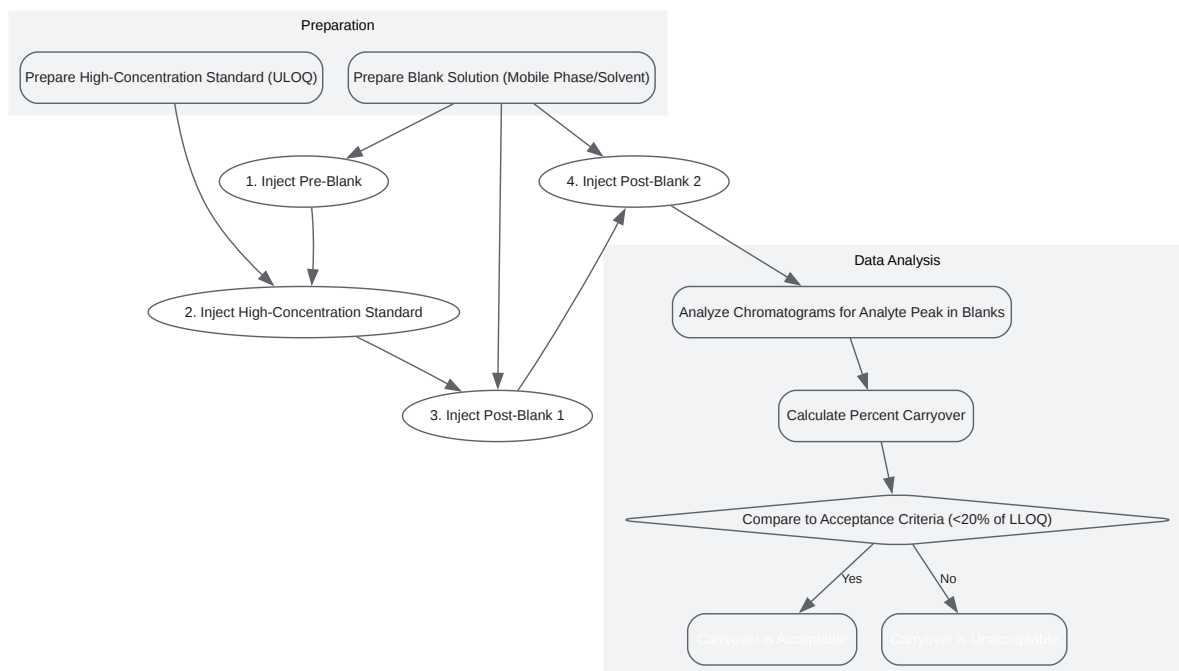 Preparation
Prepare High-Concentration Standard (ULOQ)
Prepare Blank Solution (Mobile Phase/Solvent)
1. Inject Pre-Blank
4. Inject Post-Blank 2
Data Analysis
2. Inject High-Concentration Standard
Analyze Chromatograms for Analyte Peak in Blanks
3. Inject Post-Blank 1
Calculate Percent Carryover
Compare to Acceptance Criteria (<20% of LLOQ)
Yes
No
Carryover is Acceptable
Carryover is Unacceptable